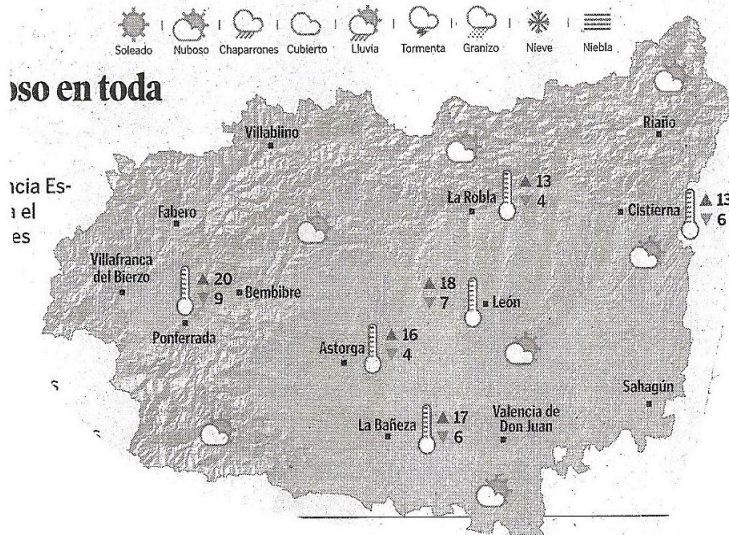 Soleado Nuboso Chaparrones Cubierto Lluvia Tormenta Granizo Nieve Niebla
oso en toda
ncia Es-
a el
es
Villablino
Riaño
La Robla
▲ 13
▼ 4
Cistierna
▲ 13
▼ 6
Fabero
Villafranca
del Bierzo
▲ 20
▼ 9
Bembibre
Ponferrada
▲ 18
▼ 7
León
Astorga
▲ 16
▼ 4
Sahagún
La Bañeza
▲ 17
▼ 6
Valencia de
Don Juan
s